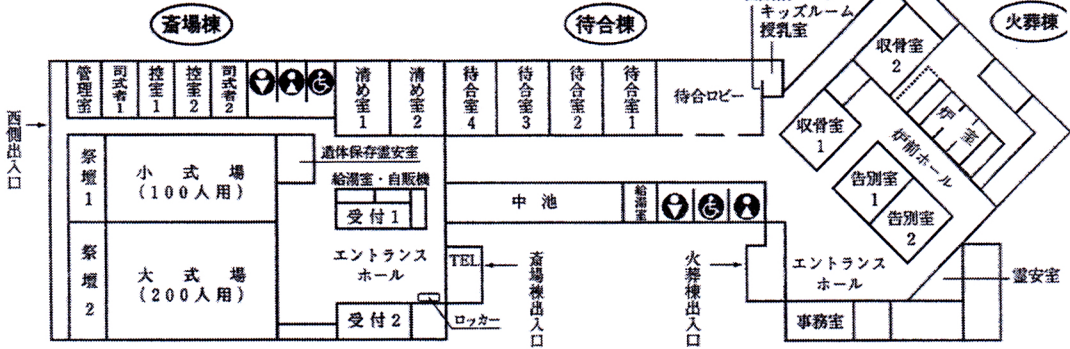 斎場棟
待合棟
火葬棟
キッズルーム
授乳室
管理室
司式者1
控室1
控室2
司式者2
清め室1
清め室2
待合室4
待合室3
待合室2
待合室1
待合ロビー
収骨室
2
収骨室
1
炉室
炉前ホール
告別室
1
告別室
2
西側出入口
祭壇1
小式場
(100人用)
遺体保存霊安室
給湯室・自販機
受付1
中池
給湯室
祭壇2
大式場
(200人用)
エントランス
ホール
TEL
斎場棟出入口
受付2
ロッカー
火葬棟出入口
エントランス
ホール
霊安室
事務室